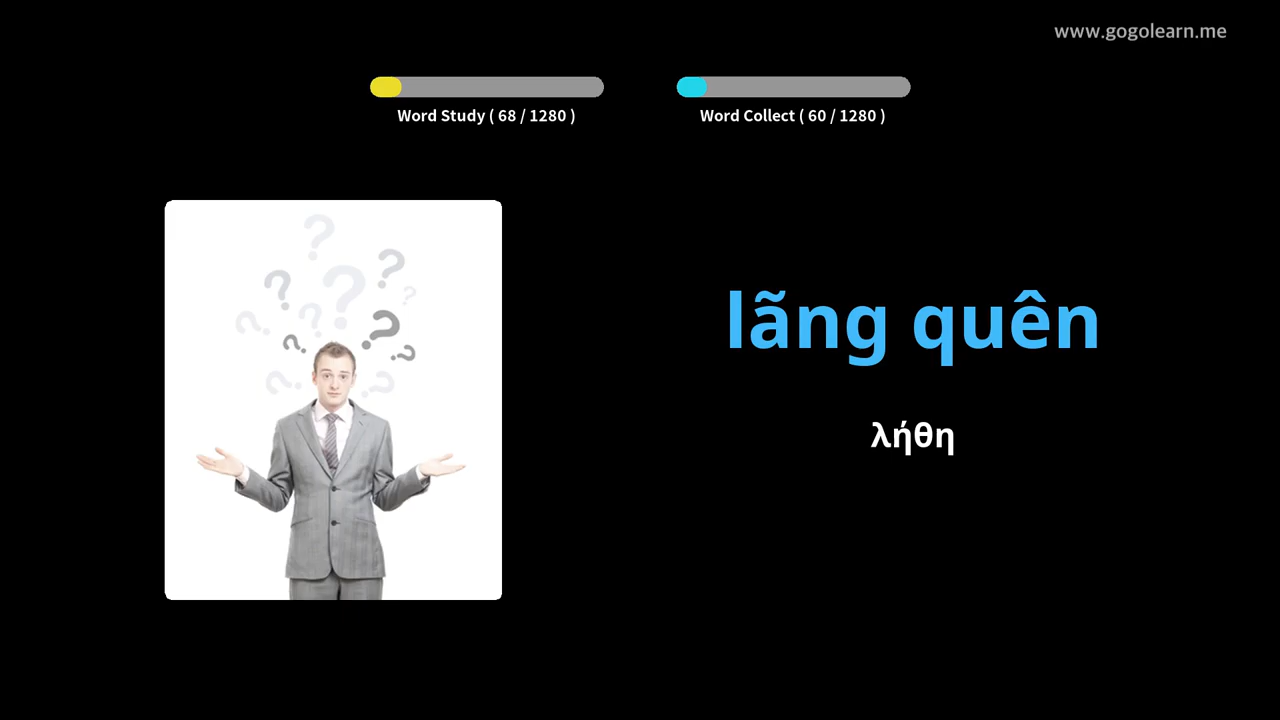 www.gogolearn.me
Word Study ( 68 / 1280 )
Word Collect ( 60 / 1280 )
lãng quên
λήθη